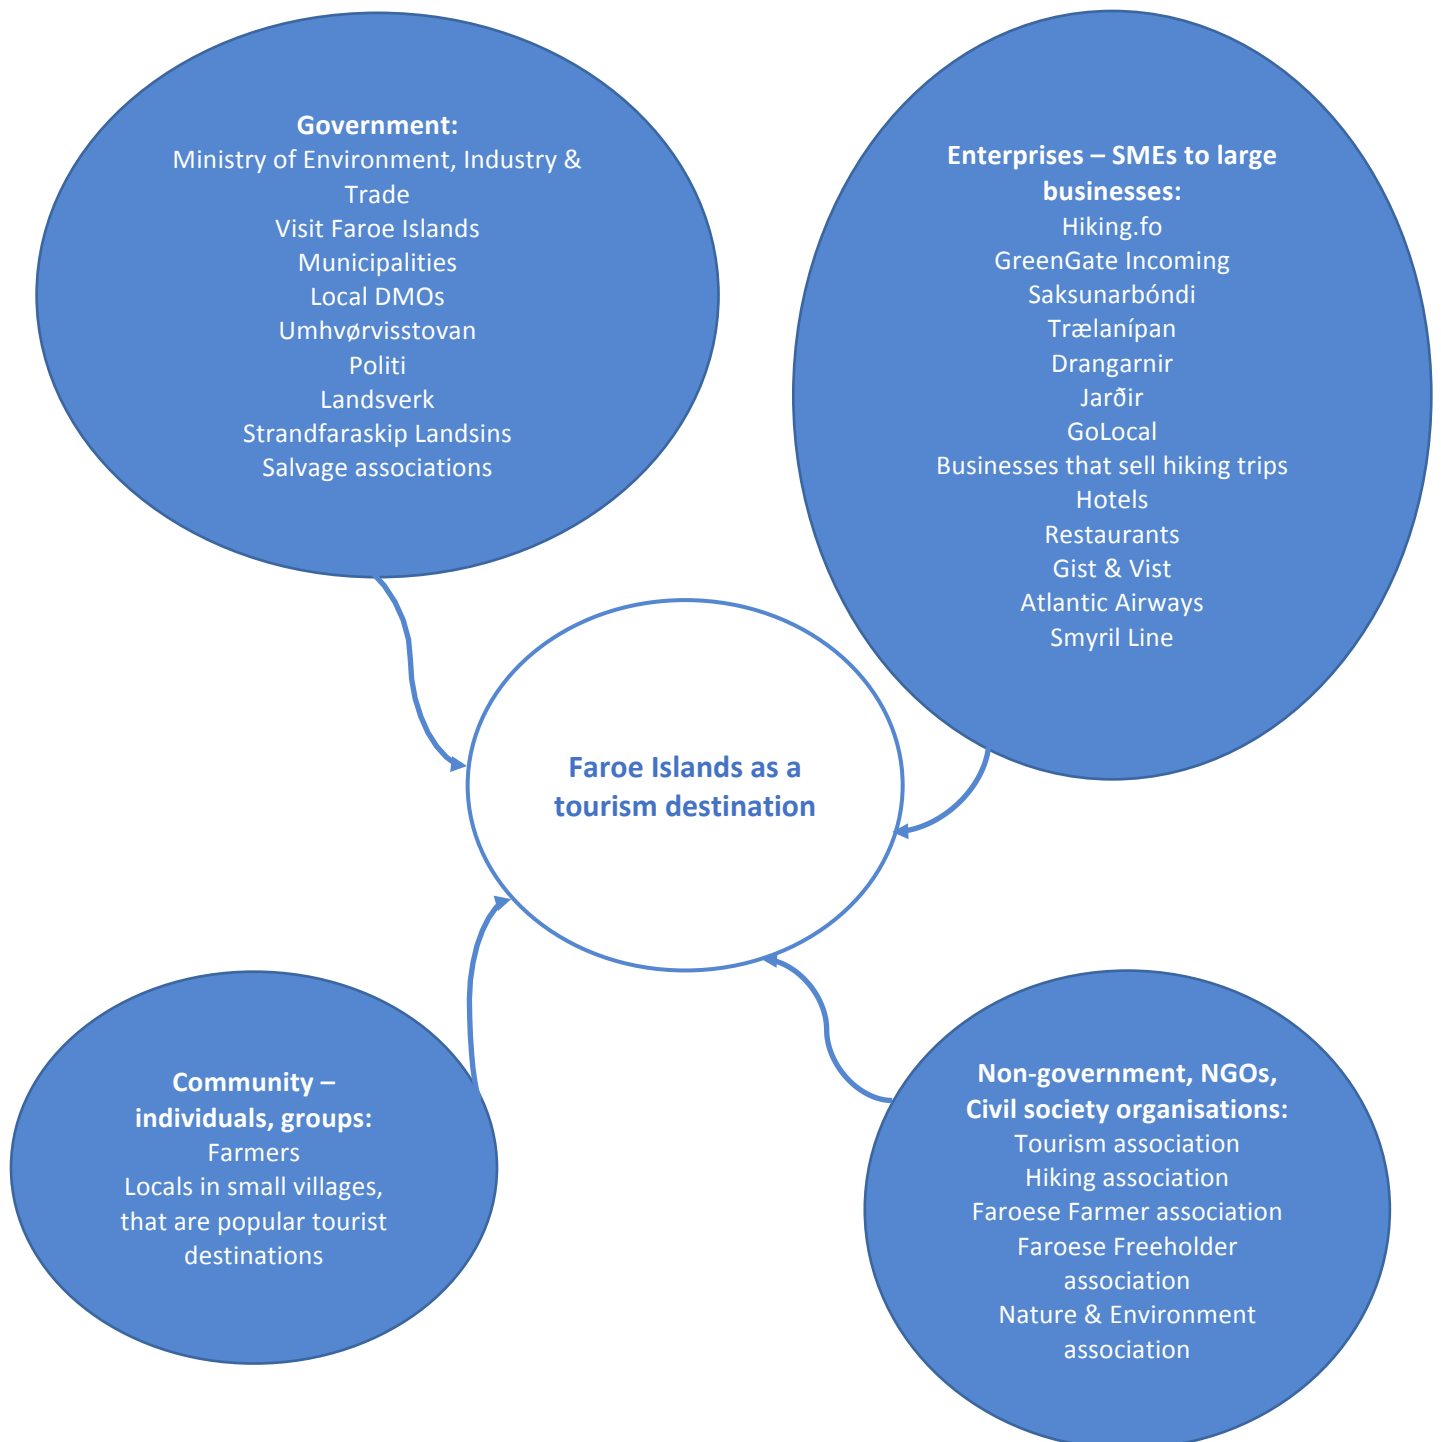 Government:
Ministry of Environment, Industry &
Trade
Visit Faroe Islands
Municipalities
Local DMOs
Umhvørvisstovan
Politi
Landsverk
Strandfaraskip Landsins
Salvage associations
Enterprises – SMEs to large
businesses:
Hiking.fo
GreenGate Incoming
Saksunarbóndi
Trælanípan
Drangarnir
Jarðir
GoLocal
Businesses that sell hiking trips
Hotels
Restaurants
Gist & Vist
Atlantic Airways
Smyril Line
Faroe Islands as a
tourism destination
Community –
individuals, groups:
Farmers
Locals in small villages,
that are popular tourist
destinations
Non-government, NGOs,
Civil society organisations:
Tourism association
Hiking association
Faroese Farmer association
Faroese Freeholder
association
Nature & Environment
association